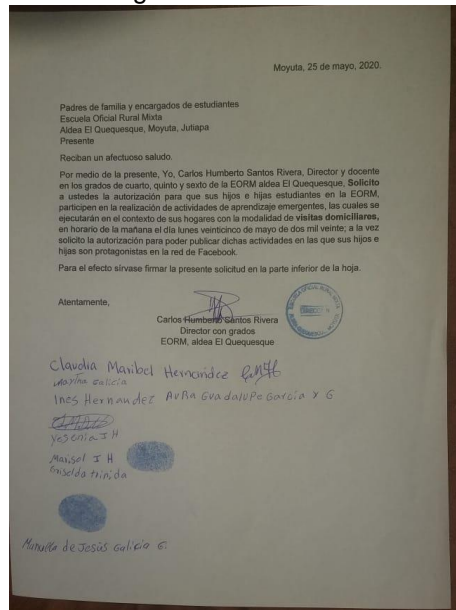 Moyuta, 25 de mayo, 2020.
Padres de familia y encargados de estudiantes
Escuela Oficial Rural Mixta
Aldea El Quequesque, Moyuta, Jutiapa
Presente
Reciban un afectuoso saludo.
Por medio de la presente, Yo, Carlos Humberto Santos Rivera, Director y docente
en los grados de cuarto, quinto y sexto de la EORM aldea El Quequesque, Solicito
a ustedes la autorización para que sus hijos e hijas estudiantes en la EORM,
participen en la realización de actividades de aprendizaje emergentes, las cuales se
ejecutarán en el contexto de sus hogares con la modalidad de visitas domiciliares,
en horario de la mañana el día lunes veinticinco de mayo de dos mil veinte; a la vez
solicito la autorización para poder publicar dichas actividades en las que sus hijos e
hijas son protagonistas en la red de Facebook.
Para el efecto sírvase firmar la presente solicitud en la parte inferior de la hoja.
Atentamente,
Carlos Humberto Santos Rivera
Director con grados
EORM, aldea El Quequesque
Claudia Maribel Hernandez
Marina Galicia
Ines Hernandez AuRa GuadaluPe Garcia y G
Yesenia I H
Marisol I H
Griselda trinida
Manuela de Jesús Galicia G.